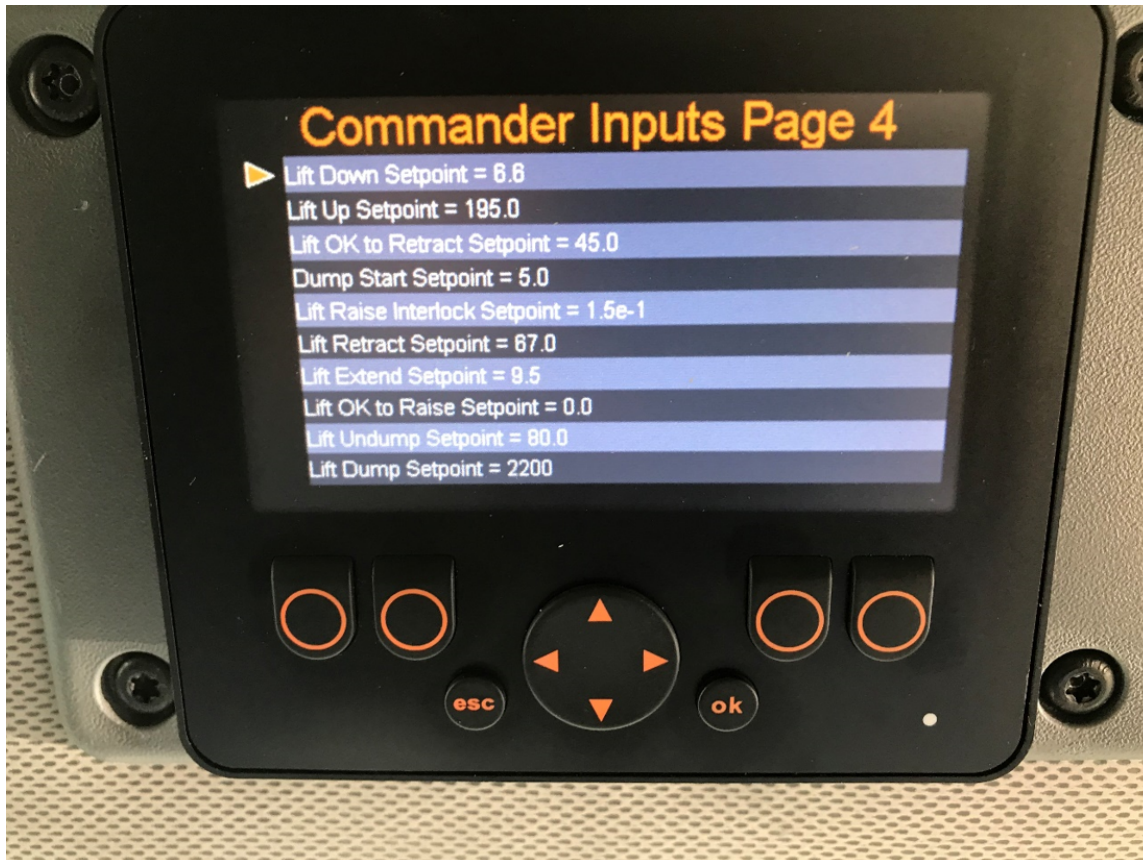 Commander Inputs Page 4
Lift Down Setpoint = 6.6
Lift Up Setpoint = 195.0
Lift OK to Retract Setpoint = 45.0
Dump Start Setpoint = 5.0
Lift Raise Interlock Setpoint = 1.5e-1
Lift Retract Setpoint = 67.0
Lift Extend Setpoint = 9.5
Lift OK to Raise Setpoint = 0.0
Lift Undump Setpoint = 80.0
Lift Dump Setpoint = 2200
esc
ok